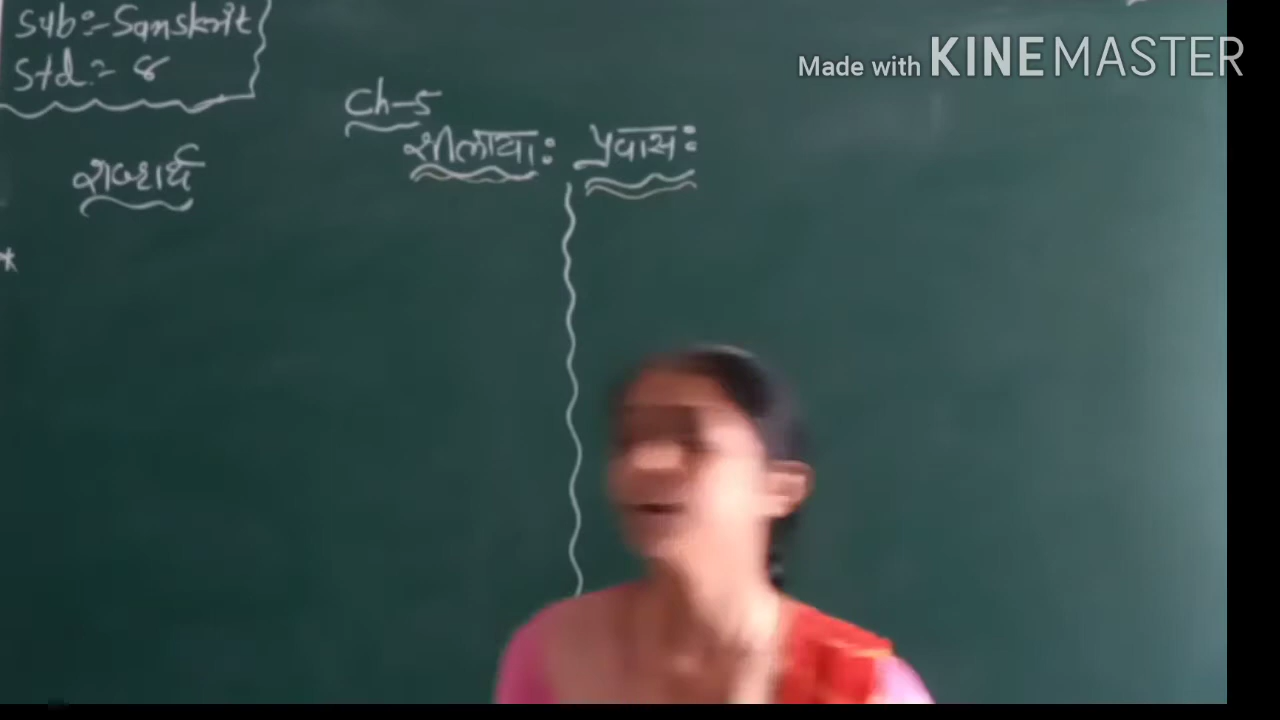 Sub:- Sanskrit
Std:- 8
Made with KINEMASTER
Ch-5
शीलायाः प्रवासः
शब्दार्थ
*